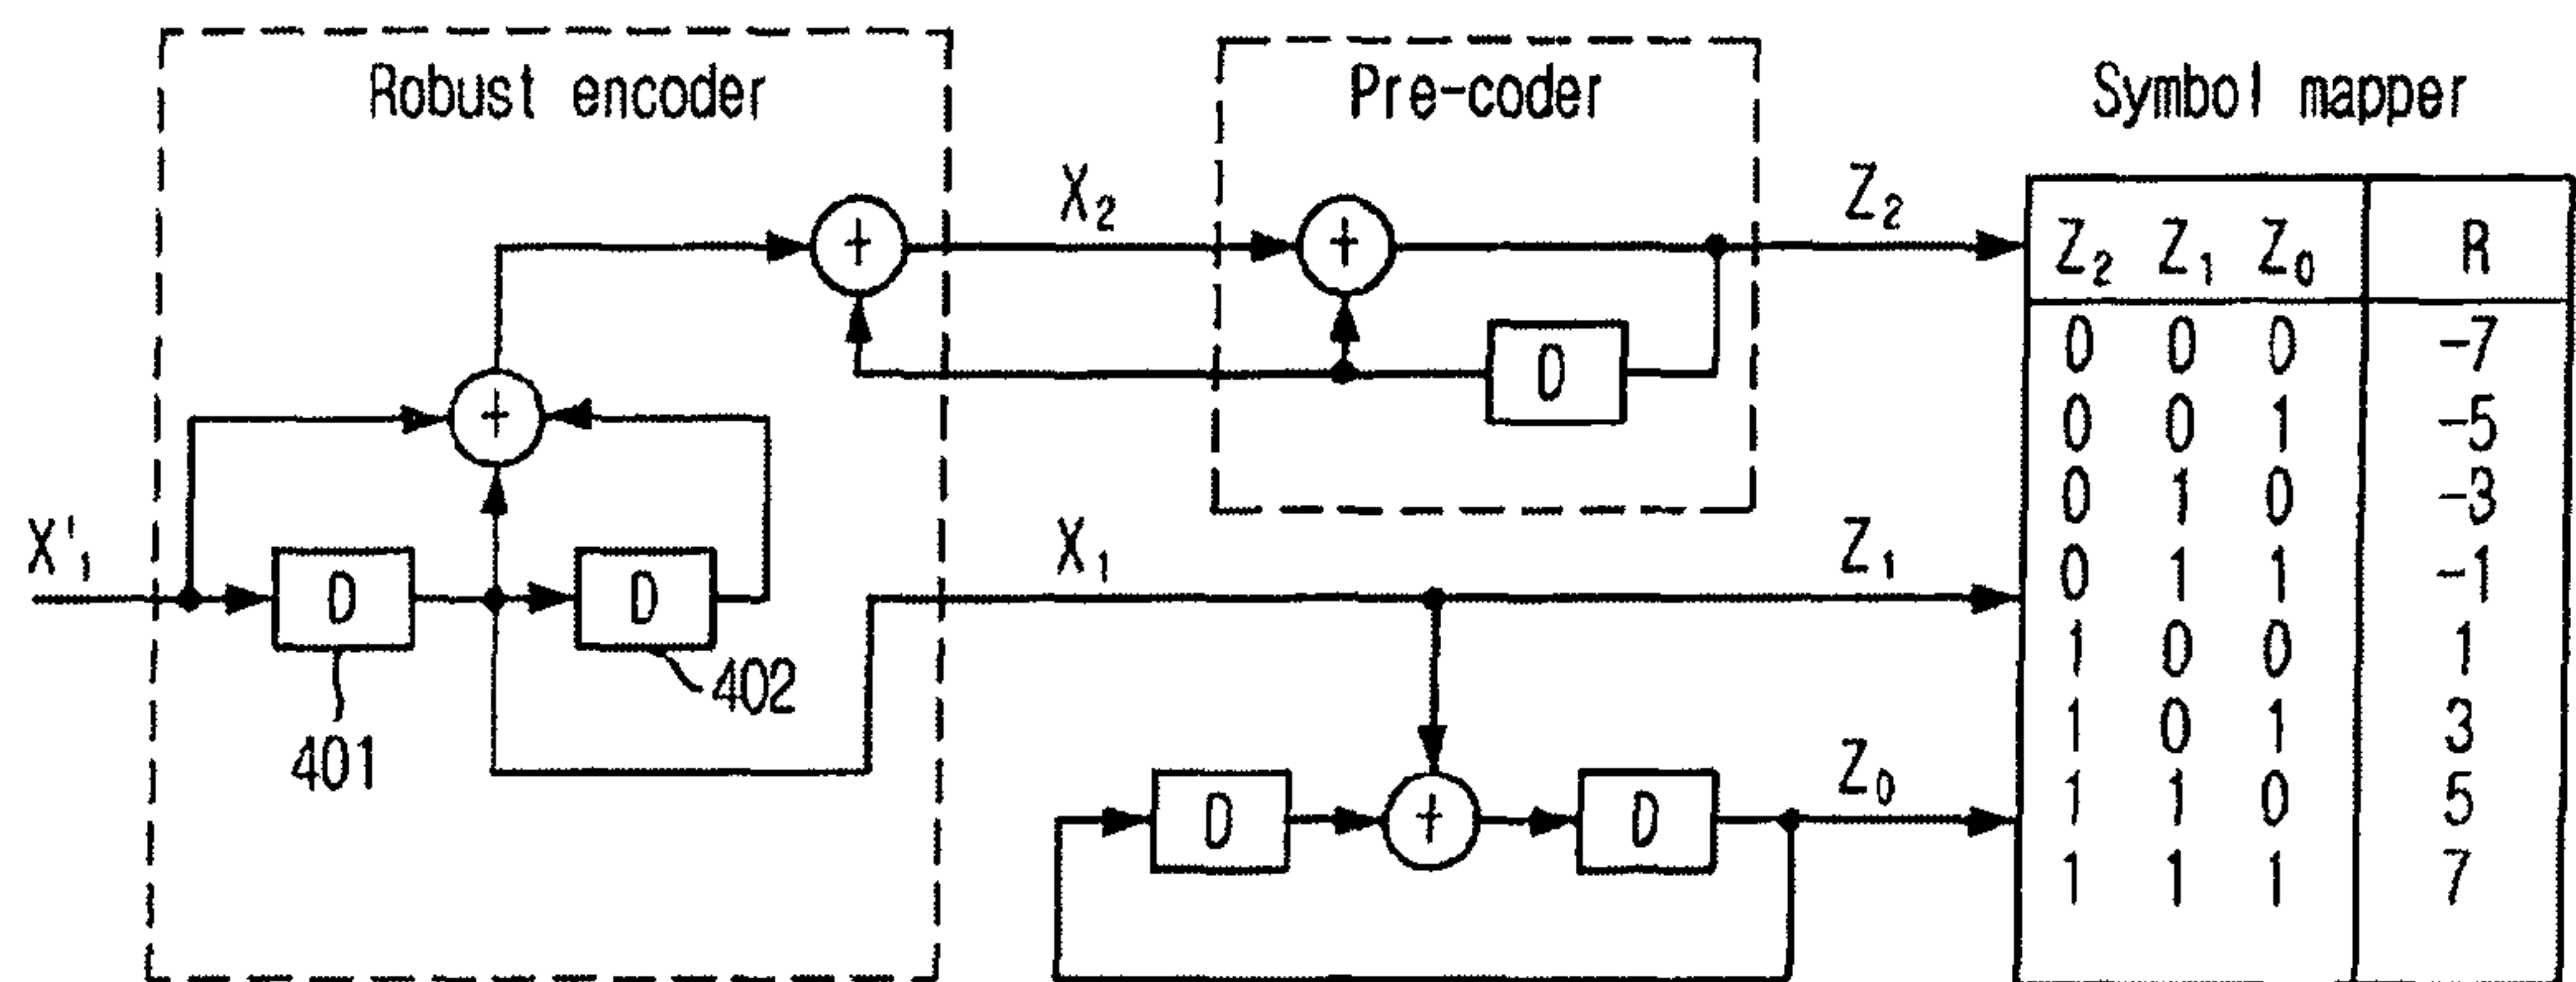 Robust encoder
Pre-coder
Symbol mapper
X₂
Z₂
Z₂ Z₁ Z₀ R
0 0 0 -7
0 0 1 -5
0 1 0 -3
0 1 1 -1
1 0 0 1
1 0 1 3
1 1 0 5
1 1 1 7
+
+
D
+
X'₁
D
D
X₁
Z₁
401
402
D
+
D
Z₀